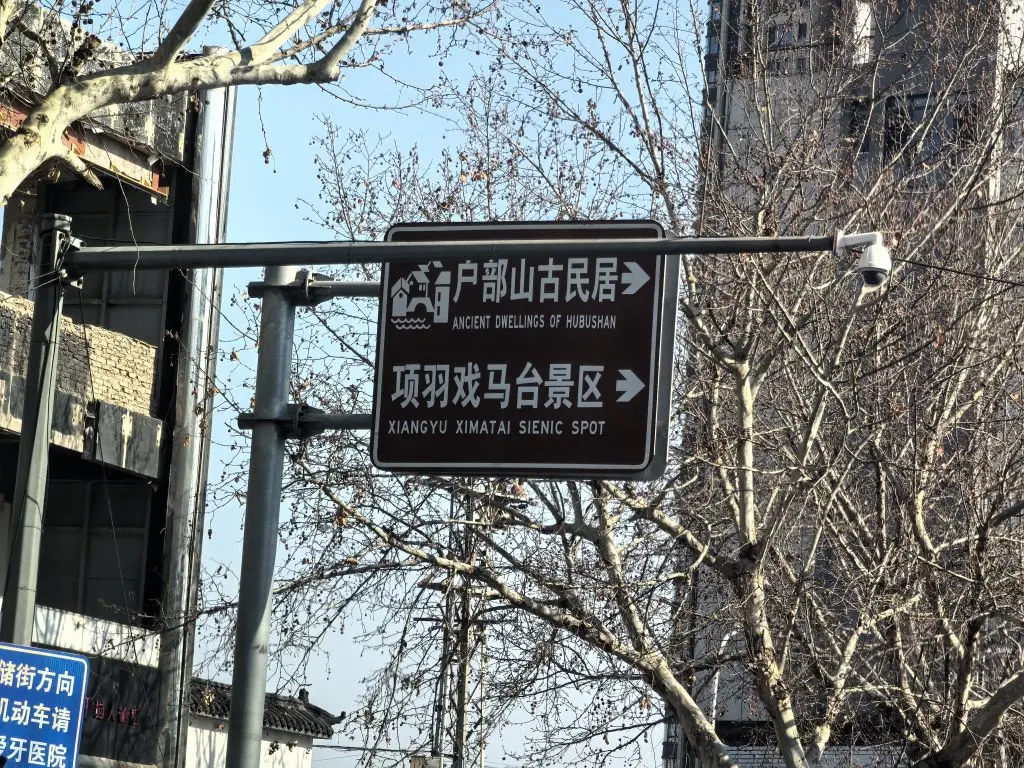 户部山古民居
ANCIENT DWELLINGS OF HUBUSHAN
项羽戏马台景区
XIANGYU XIMATAI SIENIC SPOT
储街方向
机动车请
牙医院